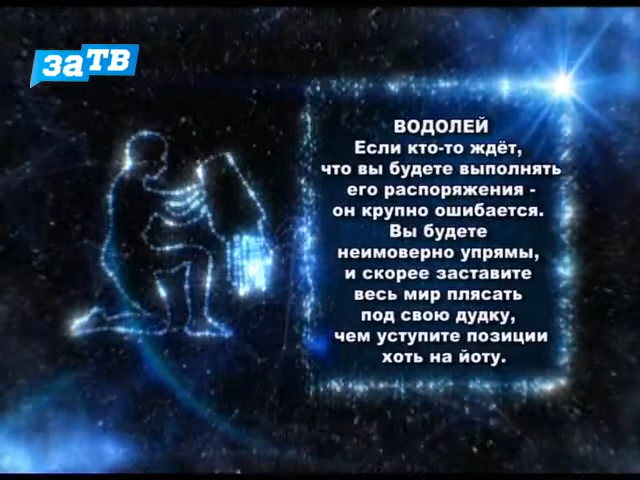 заТВ
ВОДОЛЕЙ
Если кто-то ждёт,
что вы будете выполнять
его распоряжения -
он крупно ошибается.
Вы будете
неимоверно упрямы,
и скорее заставите
весь мир плясать
под свою дудку,
чем уступите позиции
хоть на йоту.